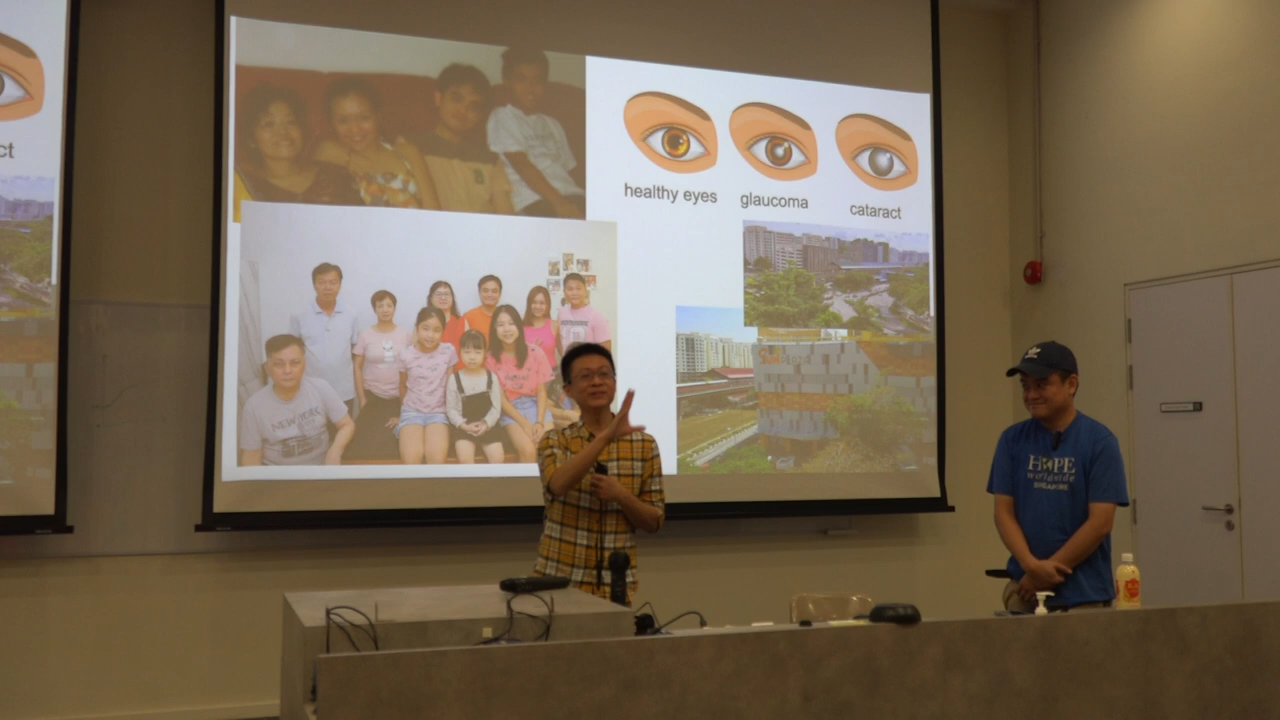 ct
healthy eyes
glaucoma
cataract
NEW YORK
HOPE
worldwide
SINGAPORE